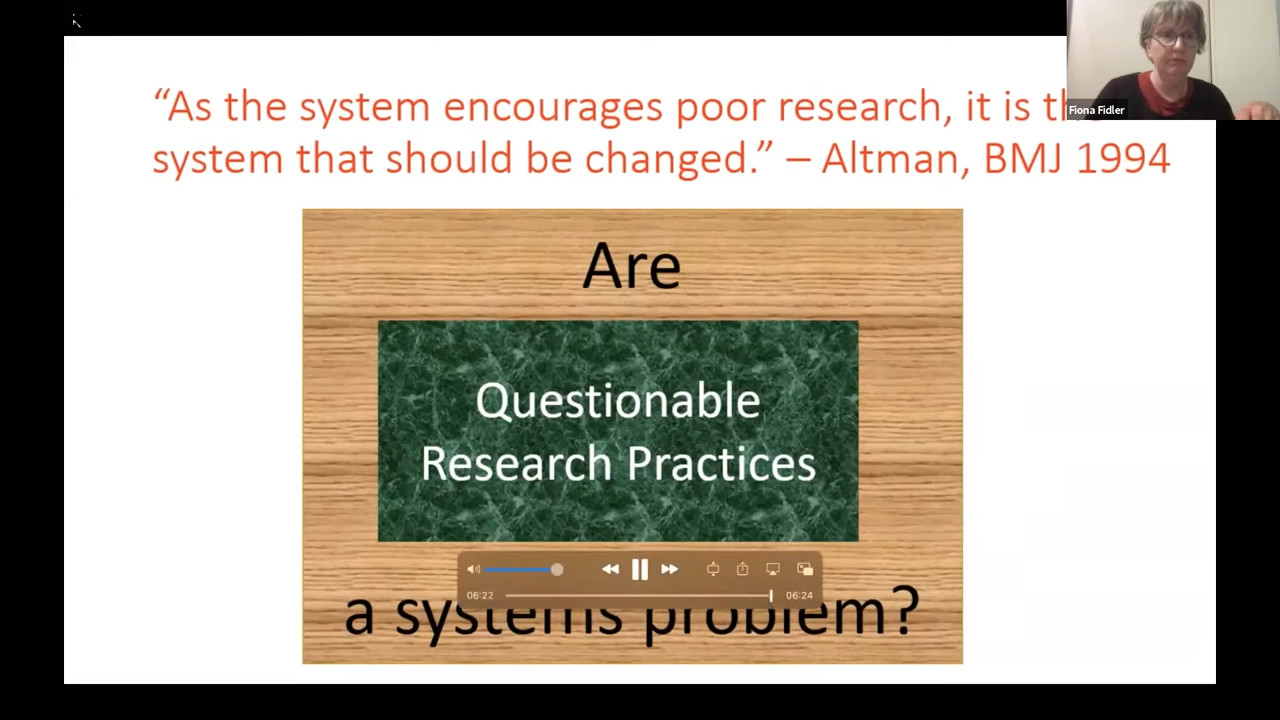 “As the system encourages poor research, it is th
system that should be changed.” – Altman, BMJ 1994
Fiona Fidler
Are
Questionable
Research Practices
06:22
06:24
a systems problem?